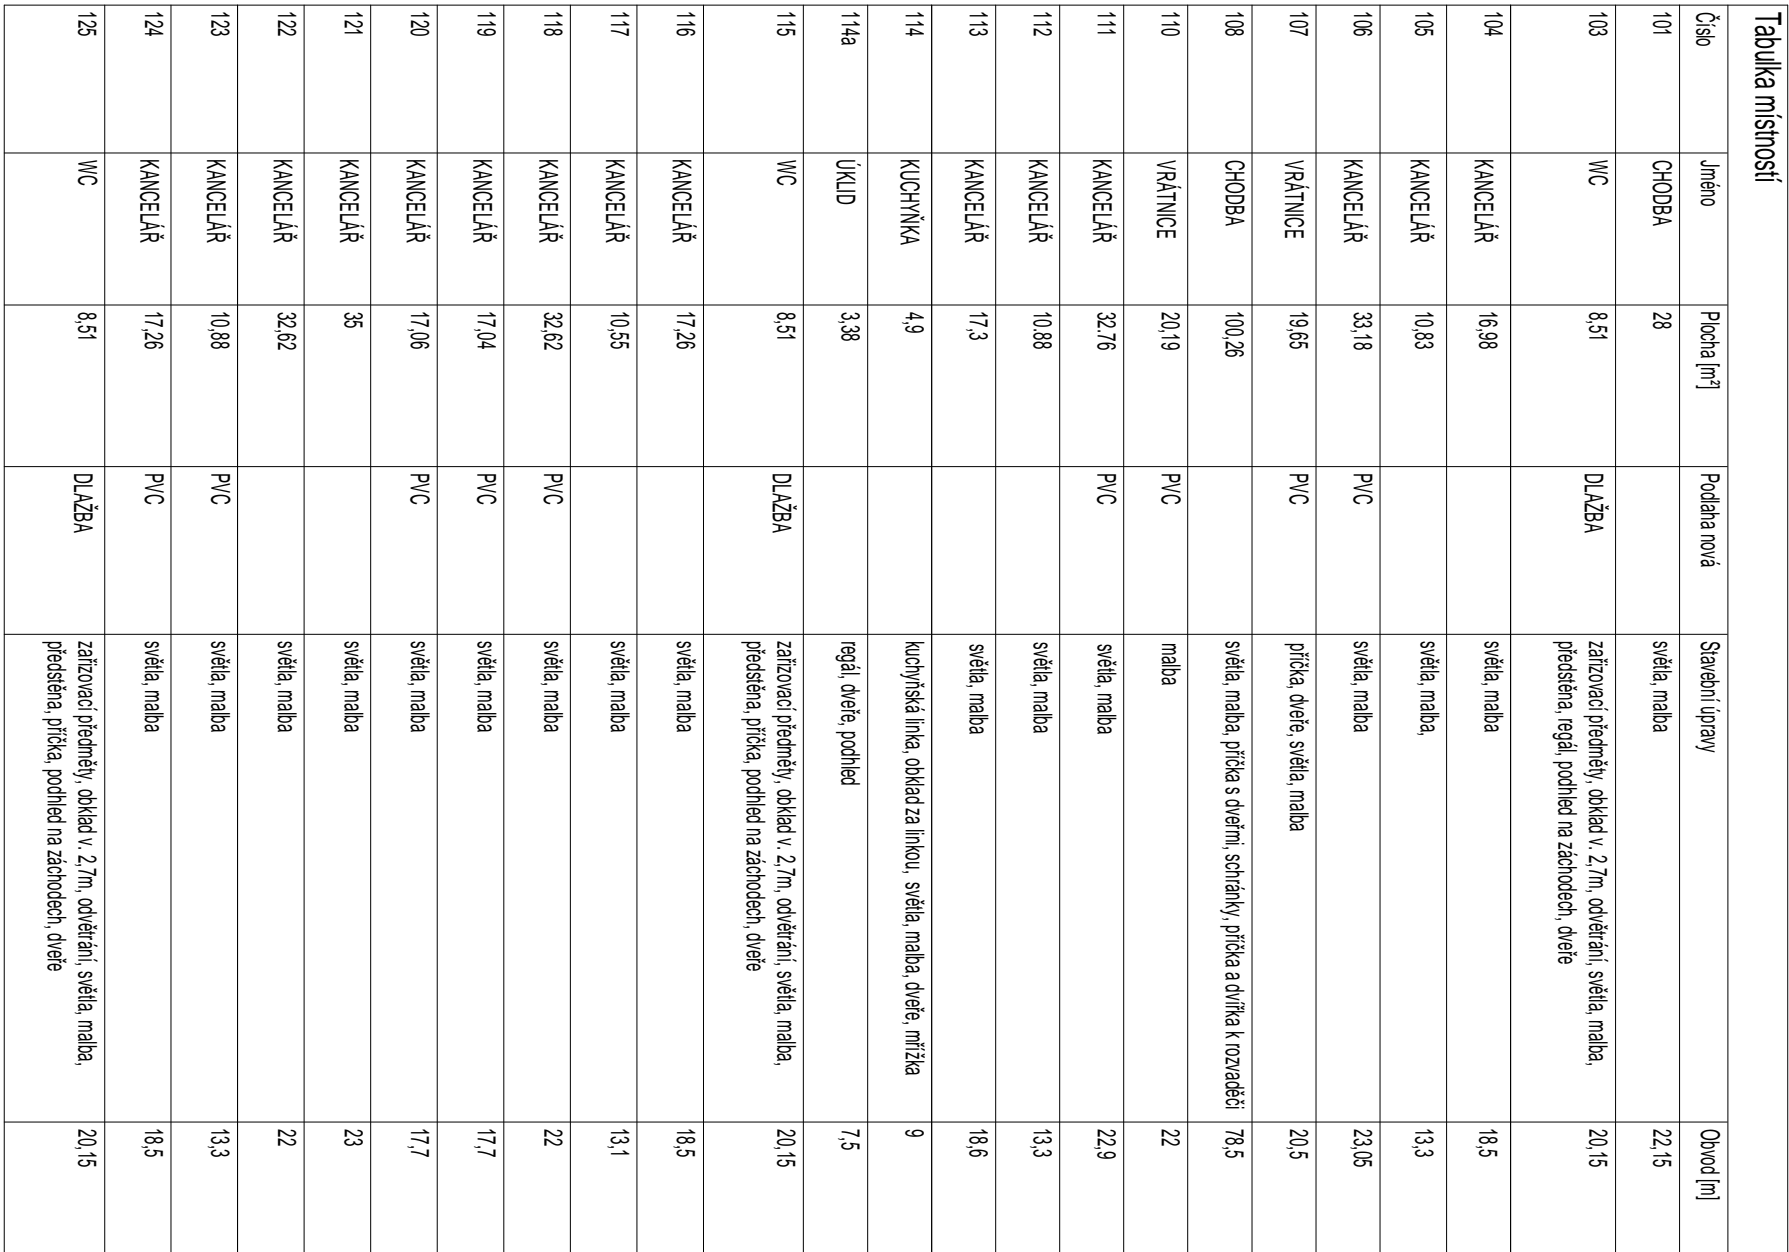 Tabulka místností
Číslo Jméno Plocha [m²] Podlaha nová Stavební úpravy Obvod [m]
101 CHODBA 28 světla, malba 22,15
103 WC 8,51 DLAŽBA zařizovací předměty, obklad v. 2,7m, odvětrání, světla, malba, 20,15
předstěna, regál, podhled na záchodech, dveře
104 KANCELÁŘ 16,98 světla, malba 18,5
105 KANCELÁŘ 10,83 světla, malba, 13,3
106 KANCELÁŘ 33,18 PVC světla, malba 23,05
107 VRÁTNICE 19,65 PVC příčka, dveře, světla, malba 20,5
108 CHODBA 100,26 světla, malba, příčka s dveřmi, schránky, příčka a dvířka k rozvaděči 78,5
110 VRÁTNICE 20,19 PVC malba 22
111 KANCELÁŘ 32.76 PVC světla, malba 22,9
112 KANCELÁŘ 10.88 světla, malba 13,3
113 KANCELÁŘ 17,3 světla, malba 18,6
114 KUCHYŇKA 4,9 kuchyňská linka, obklad za linkou, světla, malba, dveře, mřížka 9
114a ÚKLID 3,38 regál, dveře, podhled 7,5
115 WC 8,51 DLAŽBA zařizovací předměty, obklad v. 2,7m, odvětrání, světla, malba, 20,15
předstěna, příčka, podhled na záchodech, dveře
116 KANCELÁŘ 17,26 světla, malba 18,5
117 KANCELÁŘ 10,55 světla, malba 13,1
118 KANCELÁŘ 32,62 PVC světla, malba 22
119 KANCELÁŘ 17,04 PVC světla, malba 17,7
120 KANCELÁŘ 17,06 PVC světla, malba 17,7
121 KANCELÁŘ 35 světla, malba 23
122 KANCELÁŘ 32,62 světla, malba 22
123 KANCELÁŘ 10,88 PVC světla, malba 13,3
124 KANCELÁŘ 17,26 PVC světla, malba 18,5
125 WC 8,51 DLAŽBA zařizovací předměty, obklad v. 2,7m, odvětrání, světla, malba, 20,15
předstěna, příčka, podhled na záchodech, dveře